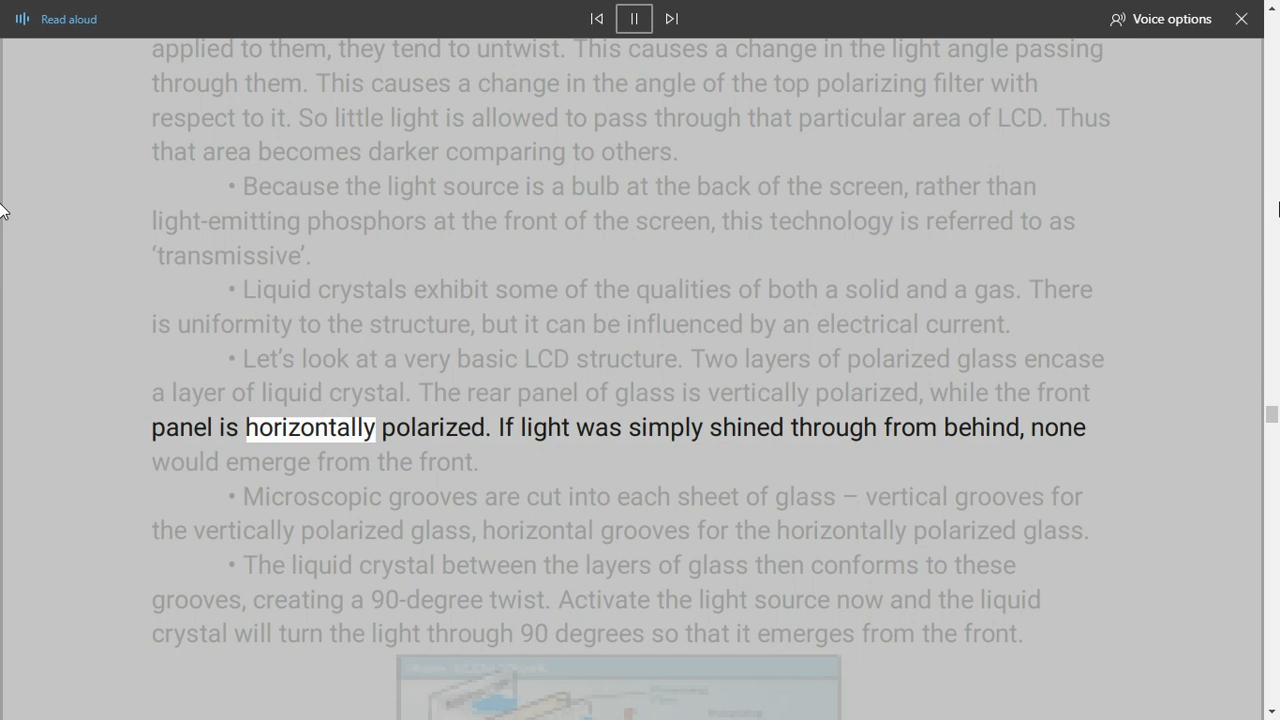 Read aloud
Voice options
applied to them, they tend to untwist. This causes a change in the light angle passing
through them. This causes a change in the angle of the top polarizing filter with
respect to it. So little light is allowed to pass through that particular area of LCD. Thus
that area becomes darker comparing to others.
• Because the light source is a bulb at the back of the screen, rather than
light-emitting phosphors at the front of the screen, this technology is referred to as
‘transmissive’.
• Liquid crystals exhibit some of the qualities of both a solid and a gas. There
is uniformity to the structure, but it can be influenced by an electrical current.
• Let’s look at a very basic LCD structure. Two layers of polarized glass encase
a layer of liquid crystal. The rear panel of glass is vertically polarized, while the front
panel is horizontally polarized. If light was simply shined through from behind, none
would emerge from the front.
• Microscopic grooves are cut into each sheet of glass – vertical grooves for
the vertically polarized glass, horizontal grooves for the horizontally polarized glass.
• The liquid crystal between the layers of glass then conforms to these
grooves, creating a 90-degree twist. Activate the light source now and the liquid
crystal will turn the light through 90 degrees so that it emerges from the front.